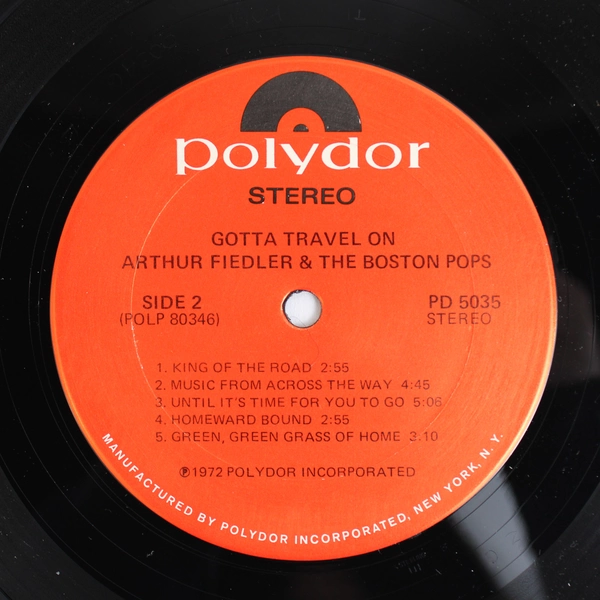 polydor
STEREO
GOTTA TRAVEL ON
ARTHUR FIEDLER & THE BOSTON POPS
SIDE 2 PD 5035
(POLP 80346) STEREO
1. KING OF THE ROAD 2:55
2. MUSIC FROM ACROSS THE WAY 4:45
3. UNTIL IT'S TIME FOR YOU TO GO 5:06
4. HOMEWARD BOUND 2:55
5. GREEN, GREEN GRASS OF HOME 3.10
℗1972 POLYDOR INCORPORATED
MANUFACTURED BY POLYDOR INCORPORATED, NEW YORK, N.Y.